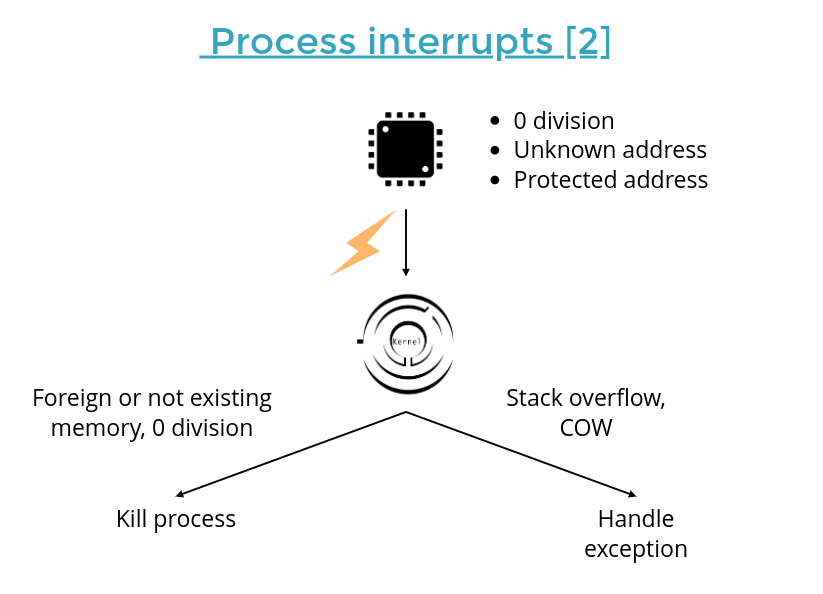 Process interrupts [2]
• 0 division
• Unknown address
• Protected address
Kernel
Foreign or not existing
memory, 0 division
Stack overflow,
COW
Kill process
Handle
exception